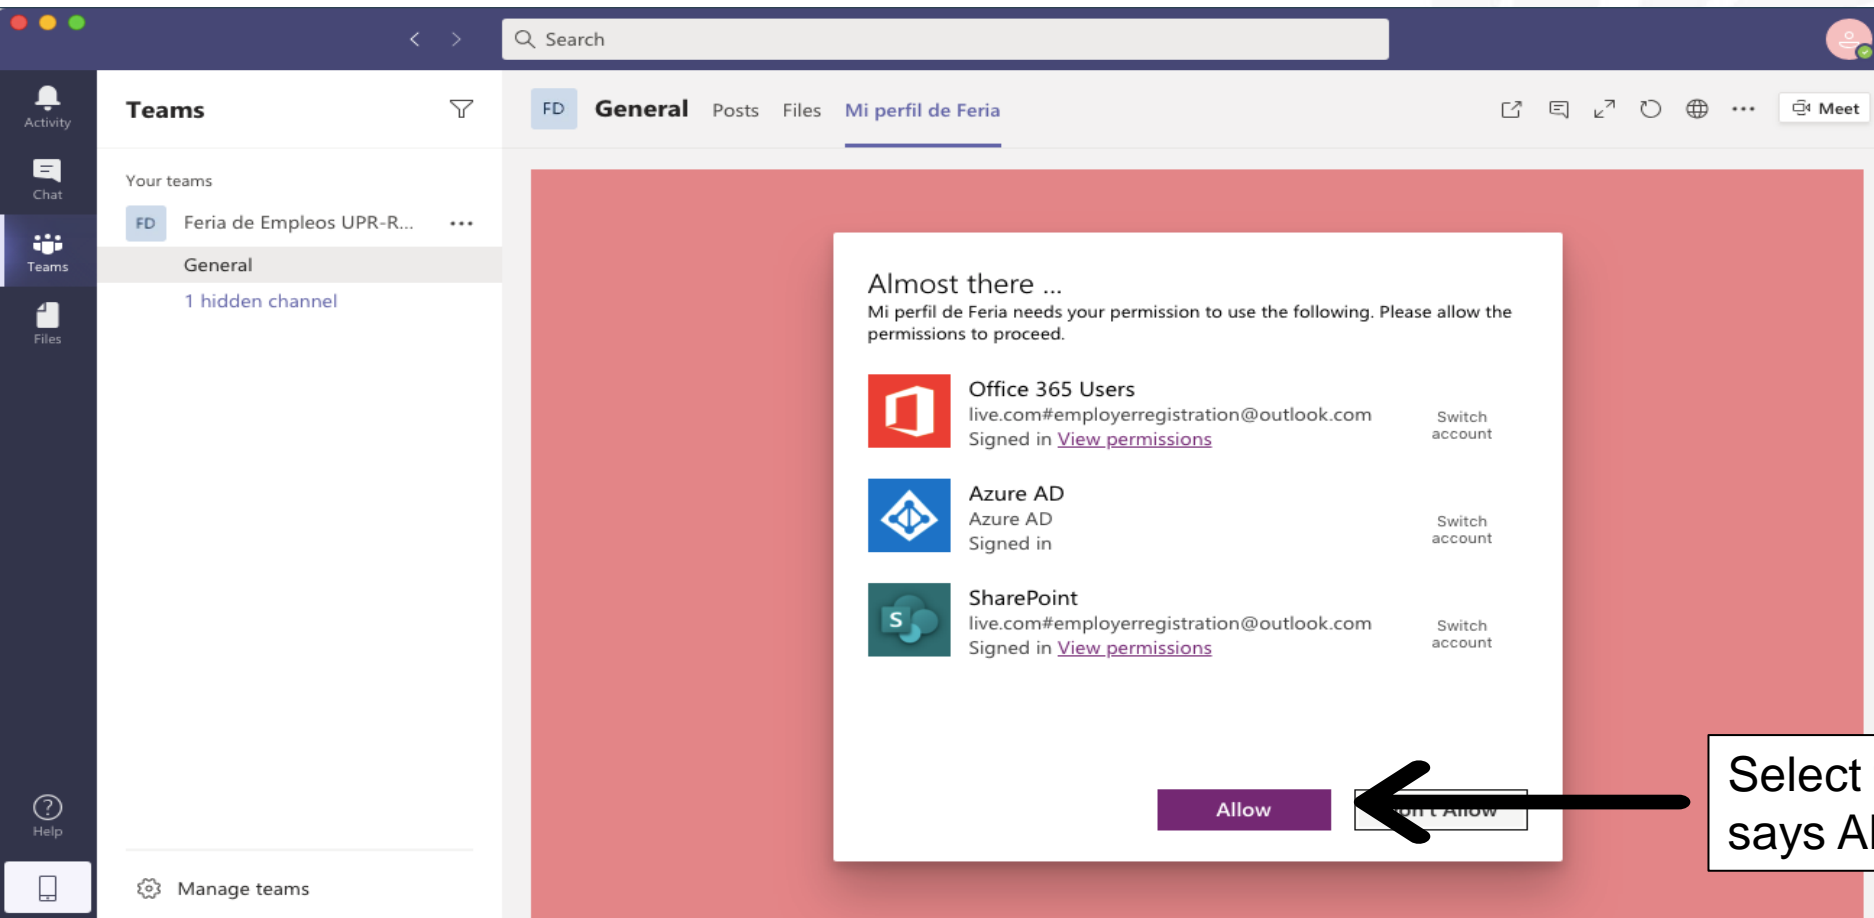 Search
Activity
Chat
Teams
Files
Help
Teams
Your teams
FD Feria de Empleos UPR-R...
General
1 hidden channel
Manage teams
FD General Posts Files Mi perfil de Feria
Meet
Almost there ...
Mi perfil de Feria needs your permission to use the following. Please allow the
permissions to proceed.
Office 365 Users
live.com#employerregistration@outlook.com
Signed in View permissions
Switch
account
Azure AD
Azure AD
Signed in
Switch
account
S
SharePoint
live.com#employerregistration@outlook.com
Signed in View permissions
Switch
account
Allow
Allow
Select
says